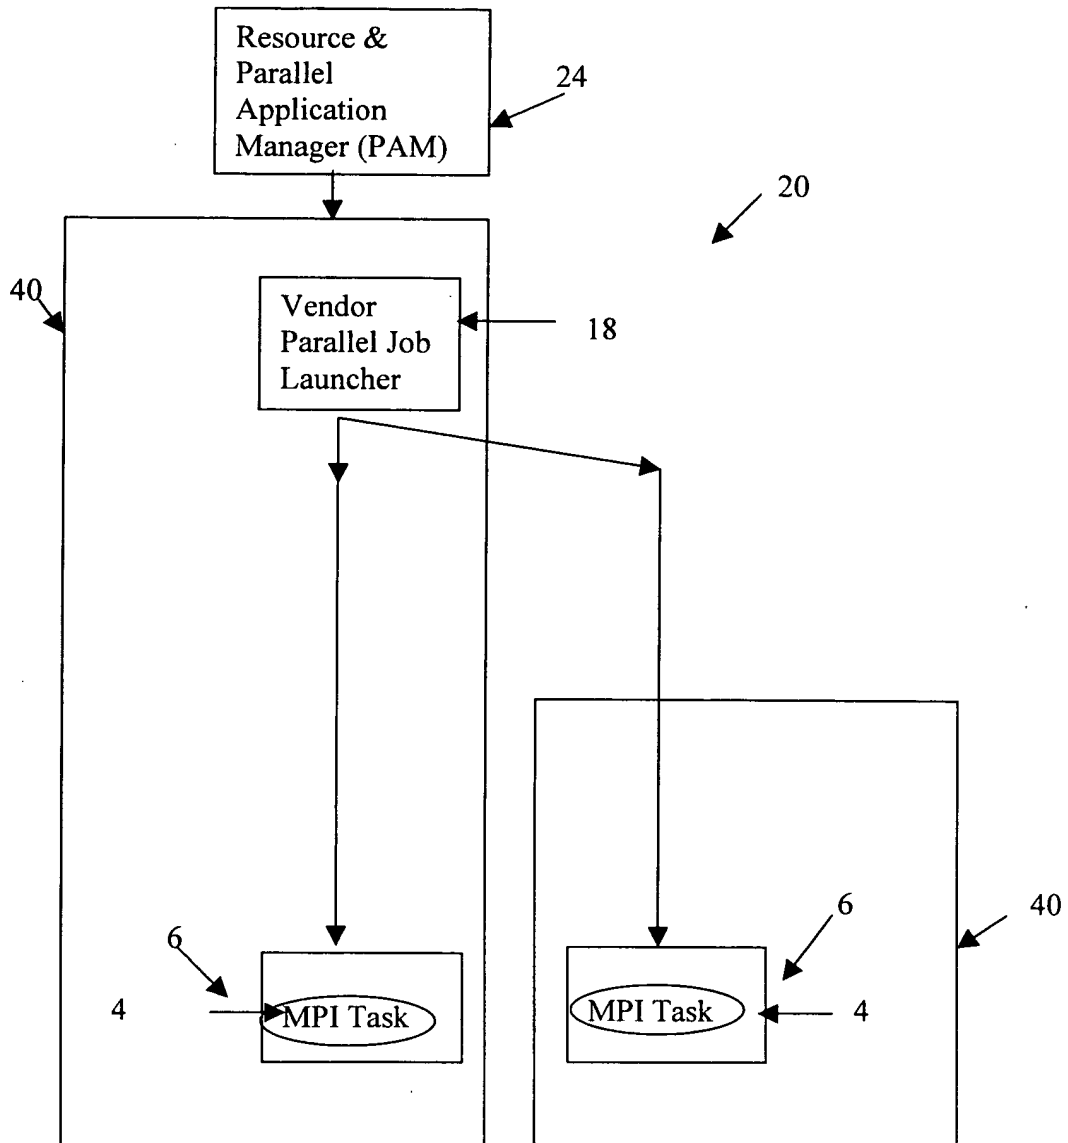 Resource &
Parallel
Application
Manager (PAM)
24
20
40
Vendor
Parallel Job
Launcher
18
6
40
6
4
MPI Task
MPI Task
4